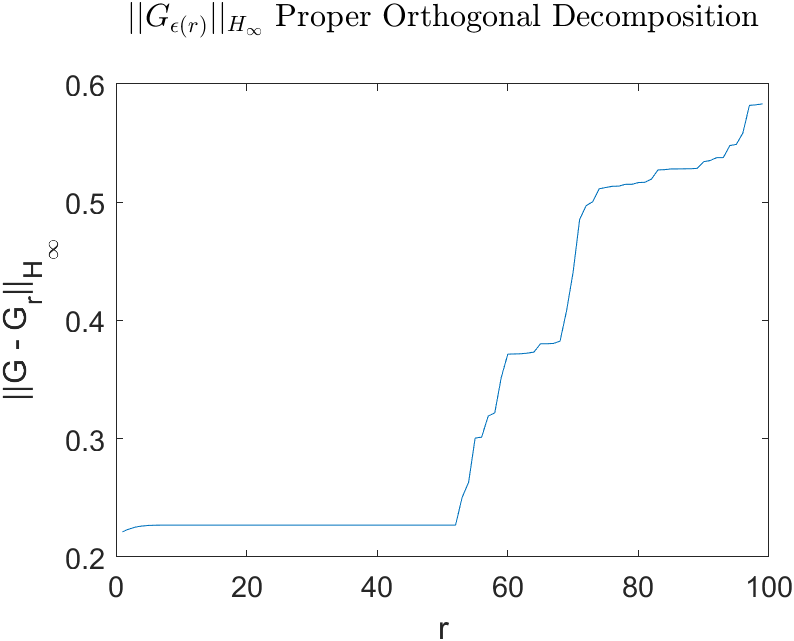 ||G_{ϵ(r)}||_{H_∞} Proper Orthogonal Decomposition
0.6
0.5
0.4
0.3
0.2
||G - G_r||_{H_∞}
0 20 40 60 80 100
r